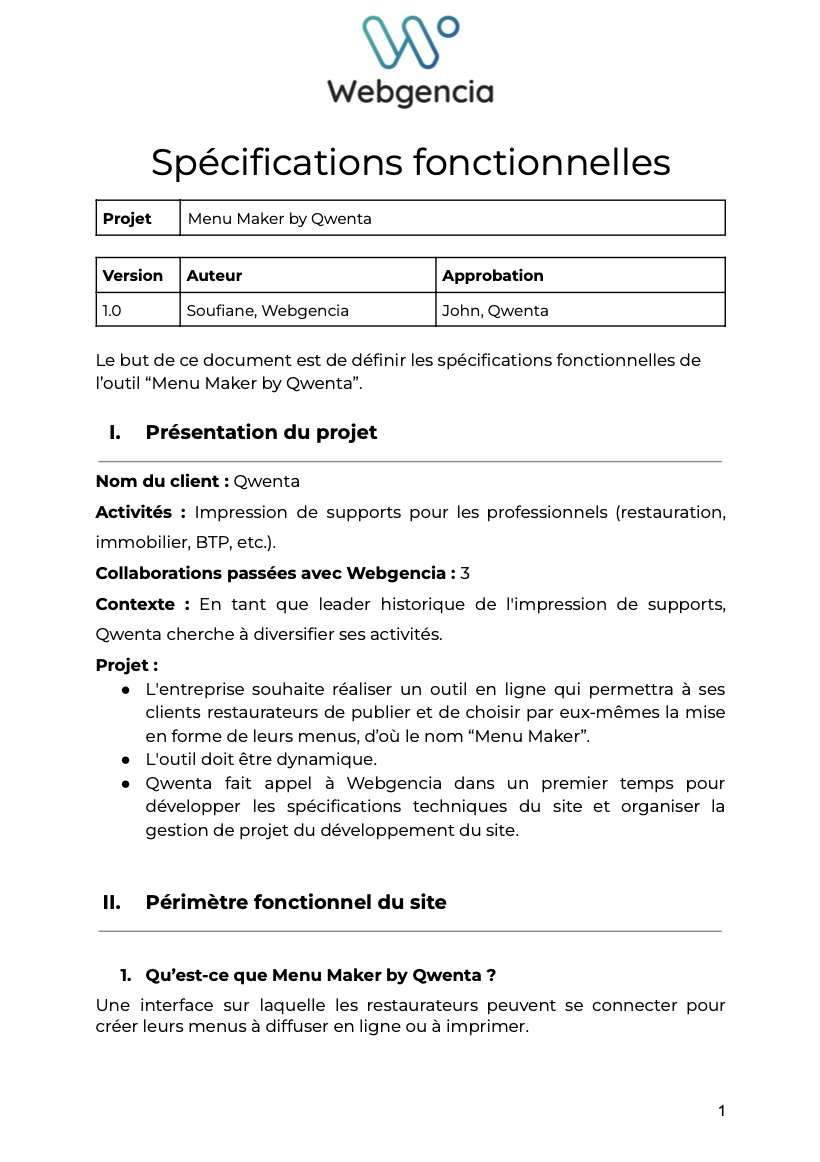 Webgencia
Spécifications fonctionnelles
Projet Menu Maker by Qwenta
Version Auteur Approbation
1.0 Soufiane, Webgencia John, Qwenta
Le but de ce document est de définir les spécifications fonctionnelles de
l’outil “Menu Maker by Qwenta”.
I. Présentation du projet
Nom du client : Qwenta
Activités : Impression de supports pour les professionnels (restauration,
immobilier, BTP, etc.).
Collaborations passées avec Webgencia : 3
Contexte : En tant que leader historique de l'impression de supports,
Qwenta cherche à diversifier ses activités.
Projet :
● L'entreprise souhaite réaliser un outil en ligne qui permettra à ses
clients restaurateurs de publier et de choisir par eux-mêmes la mise
en forme de leurs menus, d’où le nom “Menu Maker”.
● L'outil doit être dynamique.
● Qwenta fait appel à Webgencia dans un premier temps pour
développer les spécifications techniques du site et organiser la
gestion de projet du développement du site.
II. Périmètre fonctionnel du site
1. Qu’est-ce que Menu Maker by Qwenta ?
Une interface sur laquelle les restaurateurs peuvent se connecter pour
créer leurs menus à diffuser en ligne ou à imprimer.
1